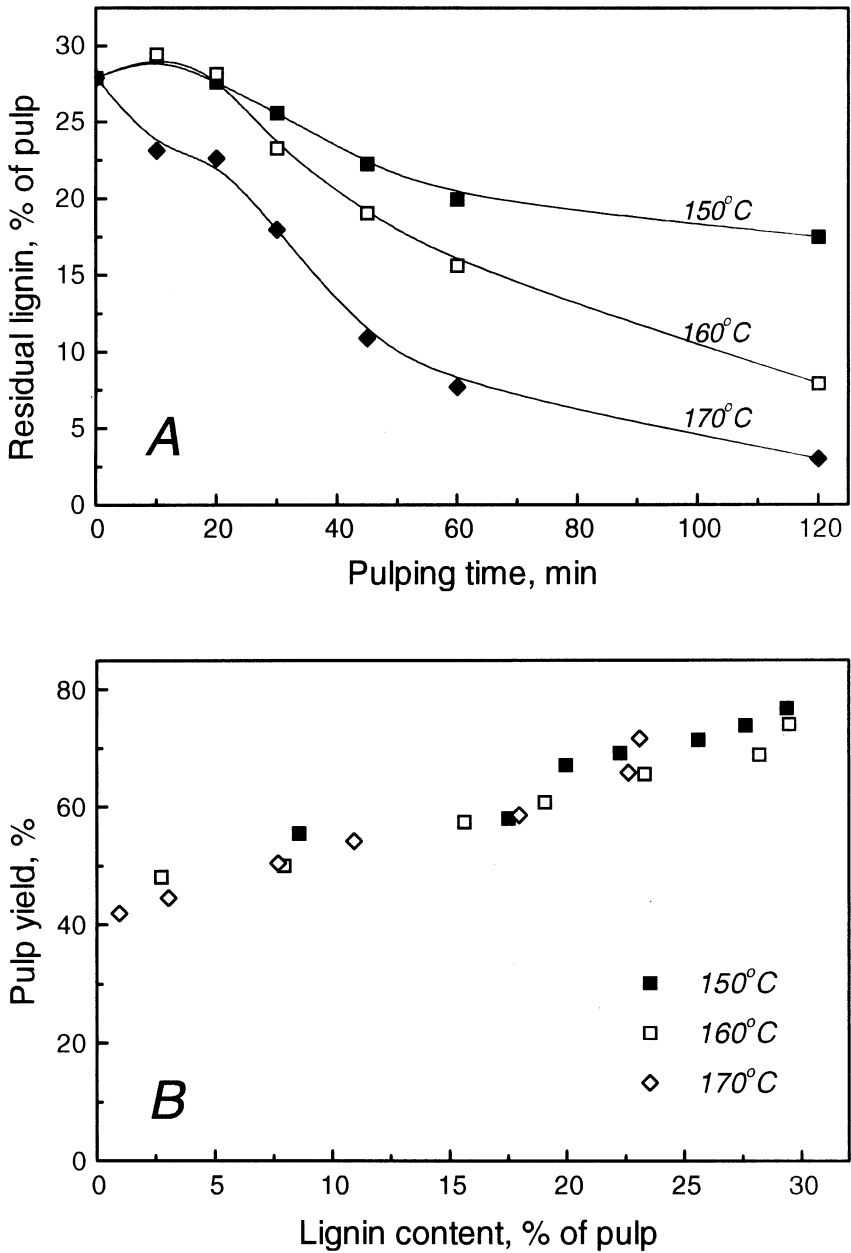 30
25
20
15
10
5
0
Residual lignin, % of pulp
150°C
160°C
170°C
A
0 20 40 60 80 100 120
Pulping time, min
80
60
40
20
0
Pulp yield, %
150°C
160°C
170°C
B
0 5 10 15 20 25 30
Lignin content, % of pulp